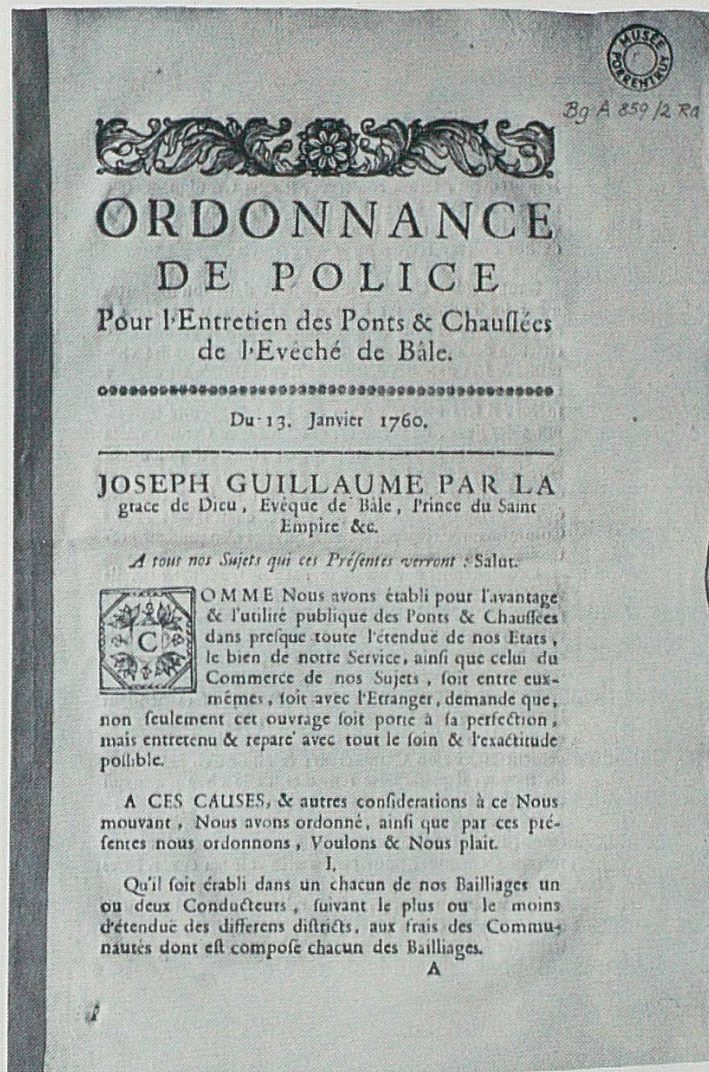 MUSÉE
PORRENTRUY
Bg A 859/2 Ra
ORDONNANCE
DE POLICE
Pour l'Entretien des Ponts & Chauſſées
de l'Evêché de Bâle.
Du 13. Janvier 1760.
JOSEPH GUILLAUME PAR LA
grace de Dieu, Evêque de Bâle, Prince du Saint
Empire &c.
A tous nos Sujets qui ces Préſentes verront : Salut.
COMME Nous avons établi pour l'avantage
& l'utilité publique des Ponts & Chauſſées
dans preſque toute l'étenduë de nos Etats,
le bien de notre Service, ainſi que celui du
Commerce de nos Sujets, ſoit entre eux-
mêmes, ſoit avec l'Etranger, demande que,
non ſeulement cet ouvrage ſoit porté à ſa perfection,
mais entretenu & reparé avec tout le ſoin & l'exactitude
poſſible.
A CES CAUSES, & autres conſiderations à ce Nous
mouvant, Nous avons ordonné, ainſi que par ces pré-
ſentes nous ordonnons, Voulons & Nous plait.
I.
Qu'il ſoit établi dans un chacun de nos Bailliages un
ou deux Conducteurs, ſuivant le plus ou le moins
d'étenduë des differens diſtricts, aux frais des Commu-
nautés dont eſt compoſé chacun des Bailliages.
A